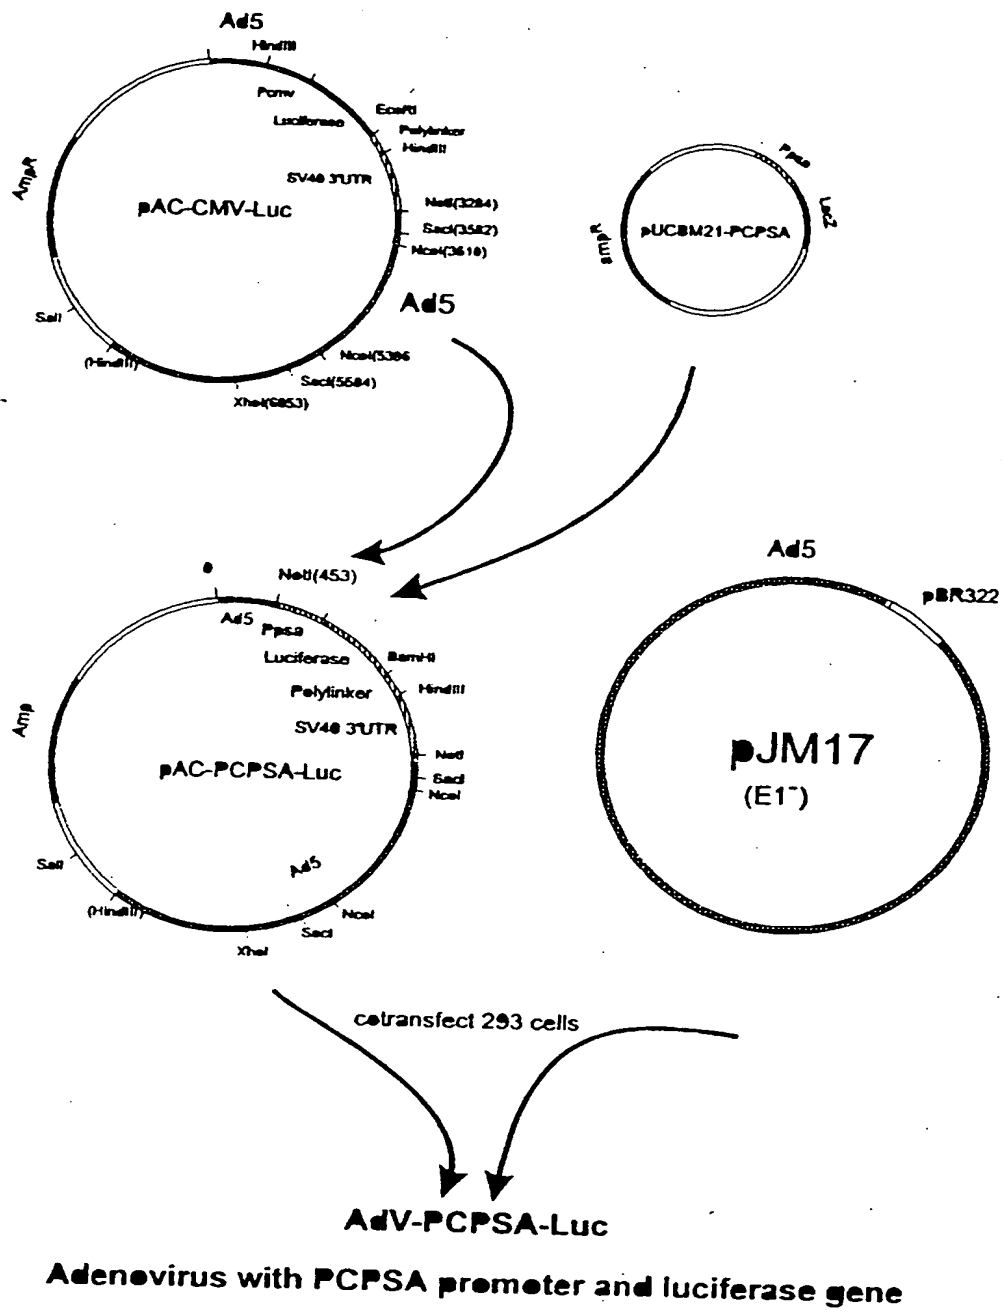 Ad5
HindIII
Pcmv
Luciferase
EcoRI
Polylinker
HindIII
SV40 3'UTR
NotI(3284)
SacI(3582)
NcoI(3610)
AmpR
pAC-CMV-Luc
Ad5
SalI
(HindIII)
NcoI(5386
SacI(5584)
XhoI(6853)
Ppsa
LacZ
ampR
pUCBM21-PCPSA
NotI(453)
Ad5
Ppsa
Luciferase
BamHI
Polylinker
HindIII
SV40 3'UTR
NotI
SacI
NcoI
Amp
pAC-PCPSA-Luc
Ad5
SalI
(HindIII)
NcoI
SacI
XhoI
Ad5
pBR322
pJM17
(E1⁻)
cotransfect 293 cells
AdV-PCPSA-Luc
Adenovirus with PCPSA promoter and luciferase gene